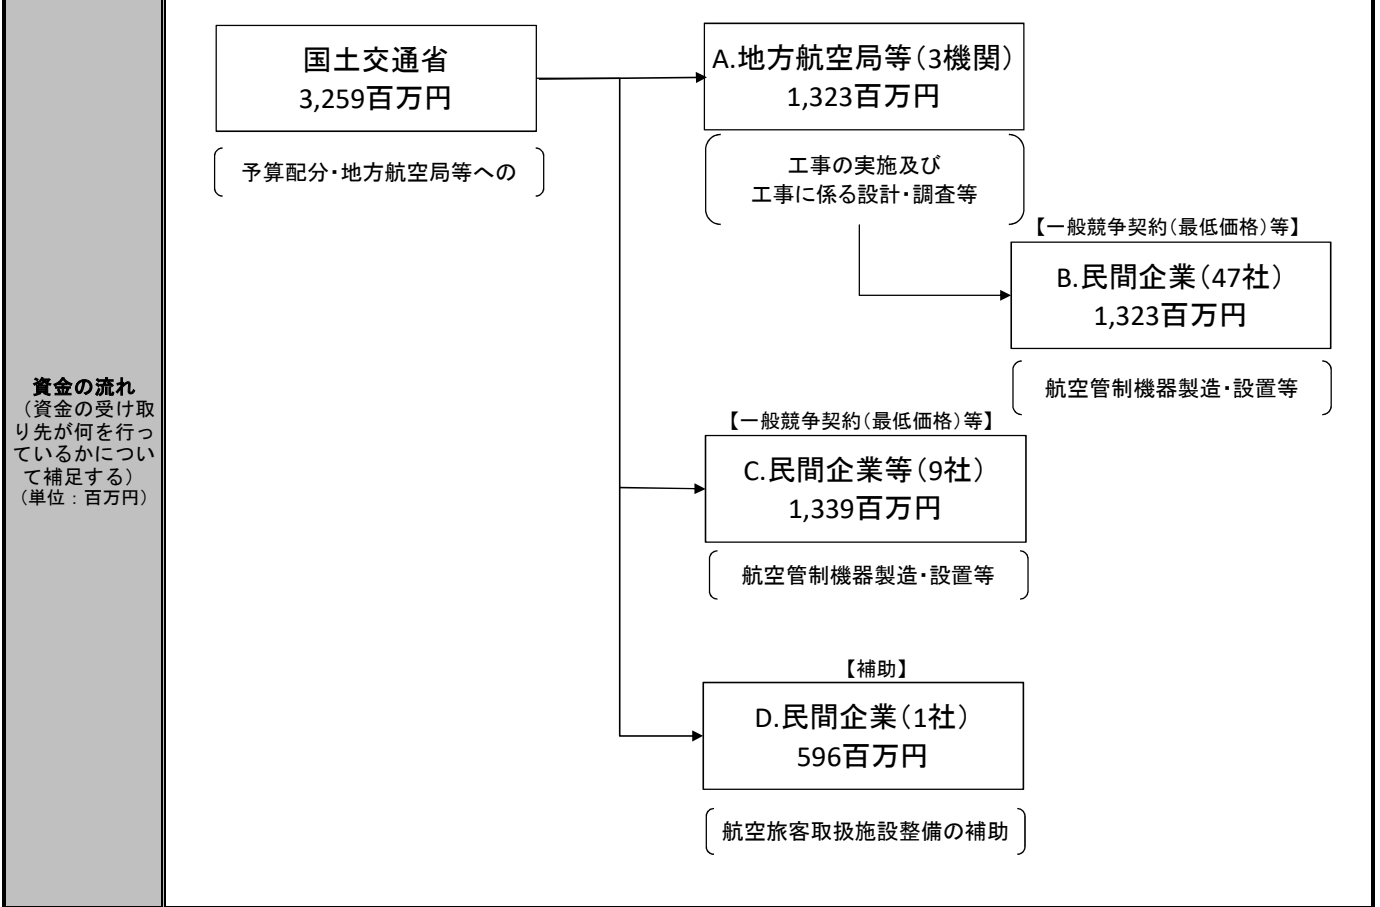 資金の流れ
（資金の受け取
り先が何を行っ
ているかについ
て補足する）
（単位：百万円）
国土交通省
3,259百万円
予算配分・地方航空局等への
A.地方航空局等（3機関）
1,323百万円
工事の実施及び
工事に係る設計・調査等
【一般競争契約（最低価格）等】
B.民間企業（47社）
1,323百万円
航空管制機器製造・設置等
【一般競争契約（最低価格）等】
C.民間企業等（9社）
1,339百万円
航空管制機器製造・設置等
【補助】
D.民間企業（1社）
596百万円
航空旅客取扱施設整備の補助